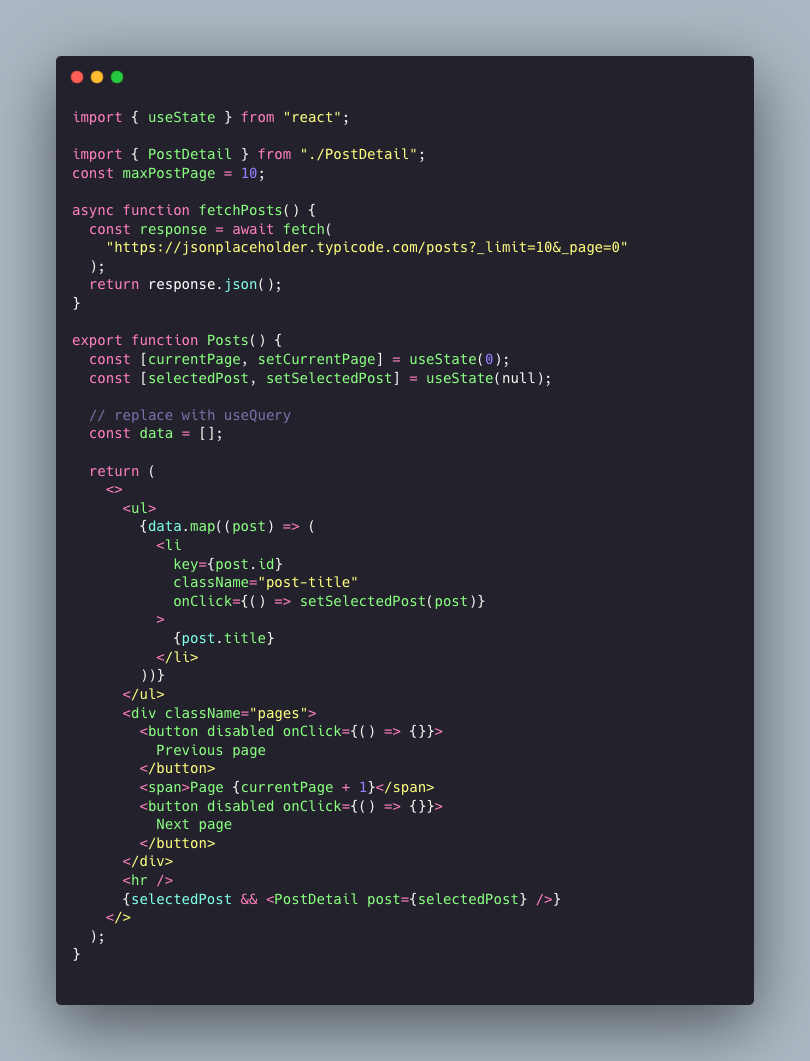 import { useState } from "react";
import { PostDetail } from "./PostDetail";
const maxPostPage = 10;
async function fetchPosts() {
  const response = await fetch(
    "https://jsonplaceholder.typicode.com/posts?_limit=10&_page=0"
  );
  return response.json();
}
export function Posts() {
  const [currentPage, setCurrentPage] = useState(0);
  const [selectedPost, setSelectedPost] = useState(null);
  // replace with useQuery
  const data = [];
  return (
    <>
      <ul>
        {data.map((post) => (
          <li
            key={post.id}
            className="post-title"
            onClick={() => setSelectedPost(post)}
          >
            {post.title}
          </li>
        ))}
      </ul>
      <div className="pages">
        <button disabled onClick={() => {}}>
          Previous page
        </button>
        <span>Page {currentPage + 1}</span>
        <button disabled onClick={() => {}}>
          Next page
        </button>
      </div>
      <hr />
      {selectedPost && <PostDetail post={selectedPost} />}
    </>
  );
}